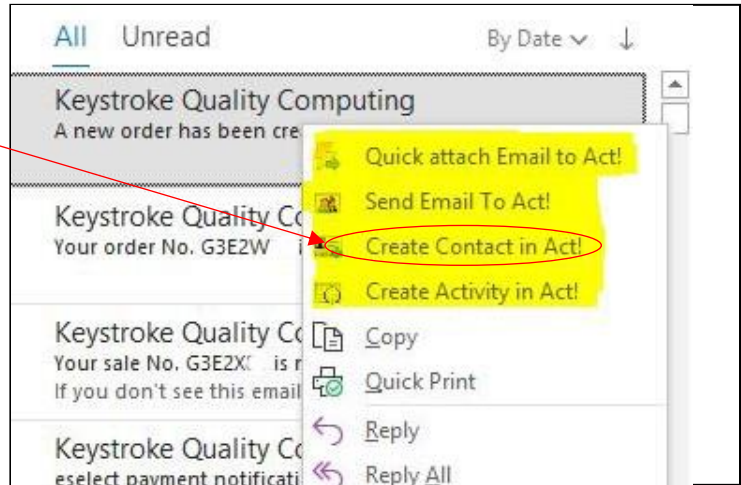 All Unread By Date ↓
Keystroke Quality Computing
A new order has been cre
Quick attach Email to Act!
Send Email To Act!
Keystroke Quality Co
Your order No. G3E2W i
Create Contact in Act!
Create Activity in Act!
Keystroke Quality Co
Your sale No. G3E2X is r
If you don't see this email
Copy
Quick Print
Reply
Keystroke Quality Co
eselect payment notificati
Reply All